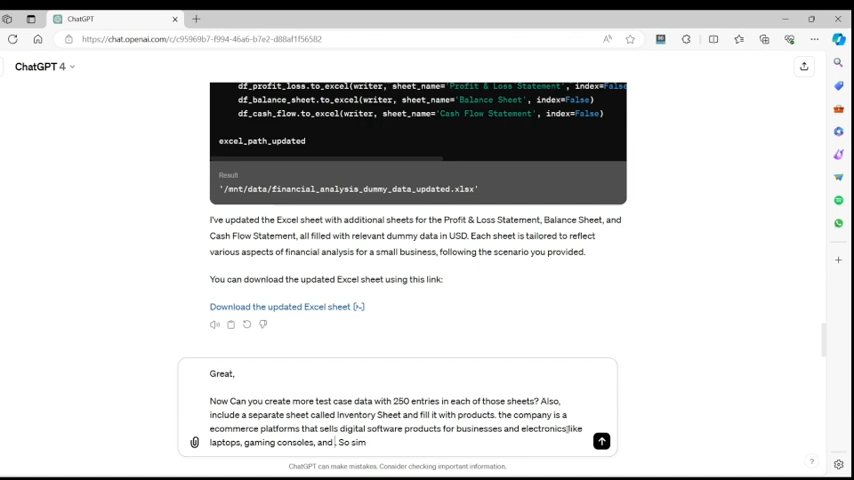 ChatGPT
https://chat.openai.com/c/c95969b7-f994-46a6-b7e2-d88af1f56582
ChatGPT 4
df_profit_loss.to_excel(writer, sheet_name='Profit & Loss Statement', index=False
df_balance_sheet.to_excel(writer, sheet_name='Balance Sheet', index=False)
df_cash_flow.to_excel(writer, sheet_name='Cash Flow Statement', index=False)
excel_path_updated
Result
'/mnt/data/financial_analysis_dummy_data_updated.xlsx'
I've updated the Excel sheet with additional sheets for the Profit & Loss Statement, Balance Sheet, and
Cash Flow Statement, all filled with relevant dummy data in USD. Each sheet is tailored to reflect
various aspects of financial analysis for a small business, following the scenario you provided.
You can download the updated Excel sheet using this link:
Download the updated Excel sheet [>-]
Great,
Now Can you create more test case data with 250 entries in each of those sheets? Also,
include a separate sheet called Inventory Sheet and fill it with products. the company is a
ecommerce platforms that sells digital software products for businesses and electronics like
laptops, gaming consoles, and . So sim
ChatGPT can make mistakes. Consider checking important information.
?